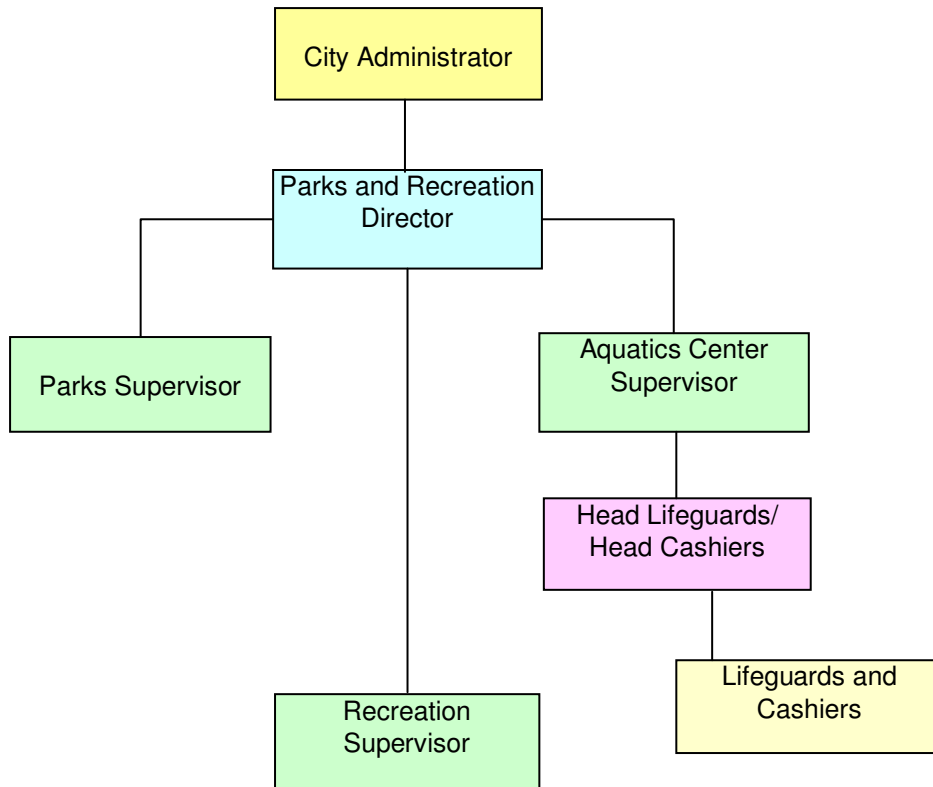 City Administrator
Parks and Recreation
Director
Parks Supervisor
Aquatics Center
Supervisor
Head Lifeguards/
Head Cashiers
Lifeguards and
Cashiers
Recreation
Supervisor